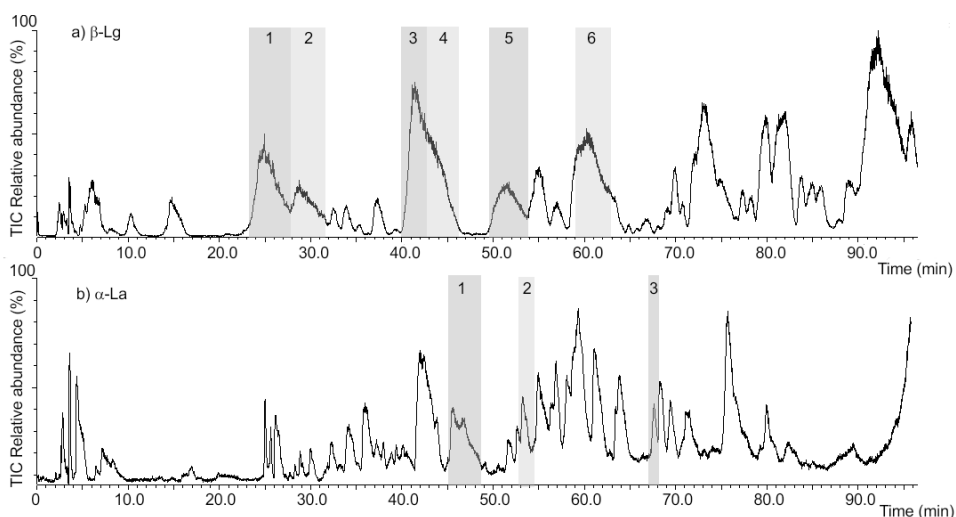 100
a) β-Lg
1 2 3 4 5 6
TIC Relative abundance (%)
0 10.0 20.0 30.0 40.0 50.0 60.0 70.0 80.0 90.0
Time (min)
100
b) α-La
1 2 3
TIC Relative abundance (%)
0 10.0 20.0 30.0 40.0 50.0 60.0 70.0 80.0 90.0
Time (min)